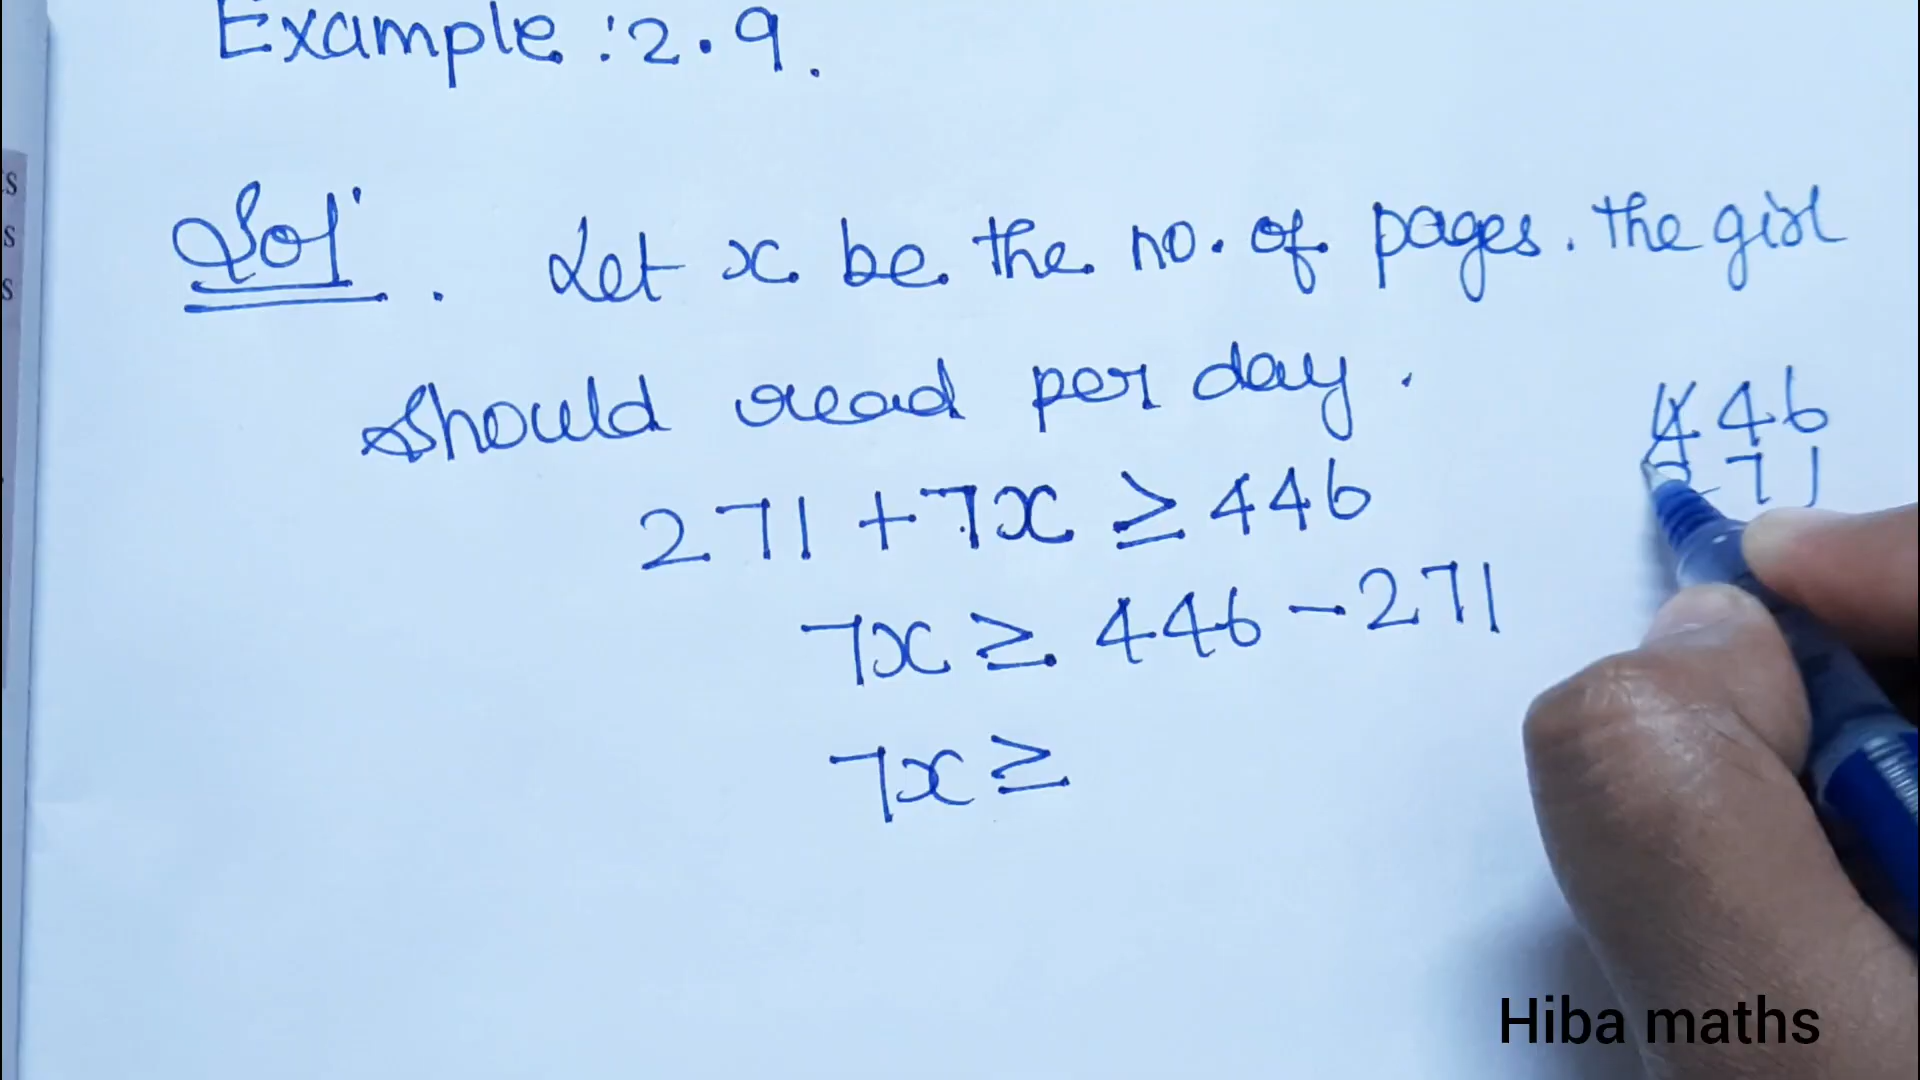 Example : 2.9.
Sol. Let x be the no. of pages. the girl
should read per day.
271 + 7x ≥ 446
7x ≥ 446 - 271
7x ≥
446
271
s
s
s
Hiba maths